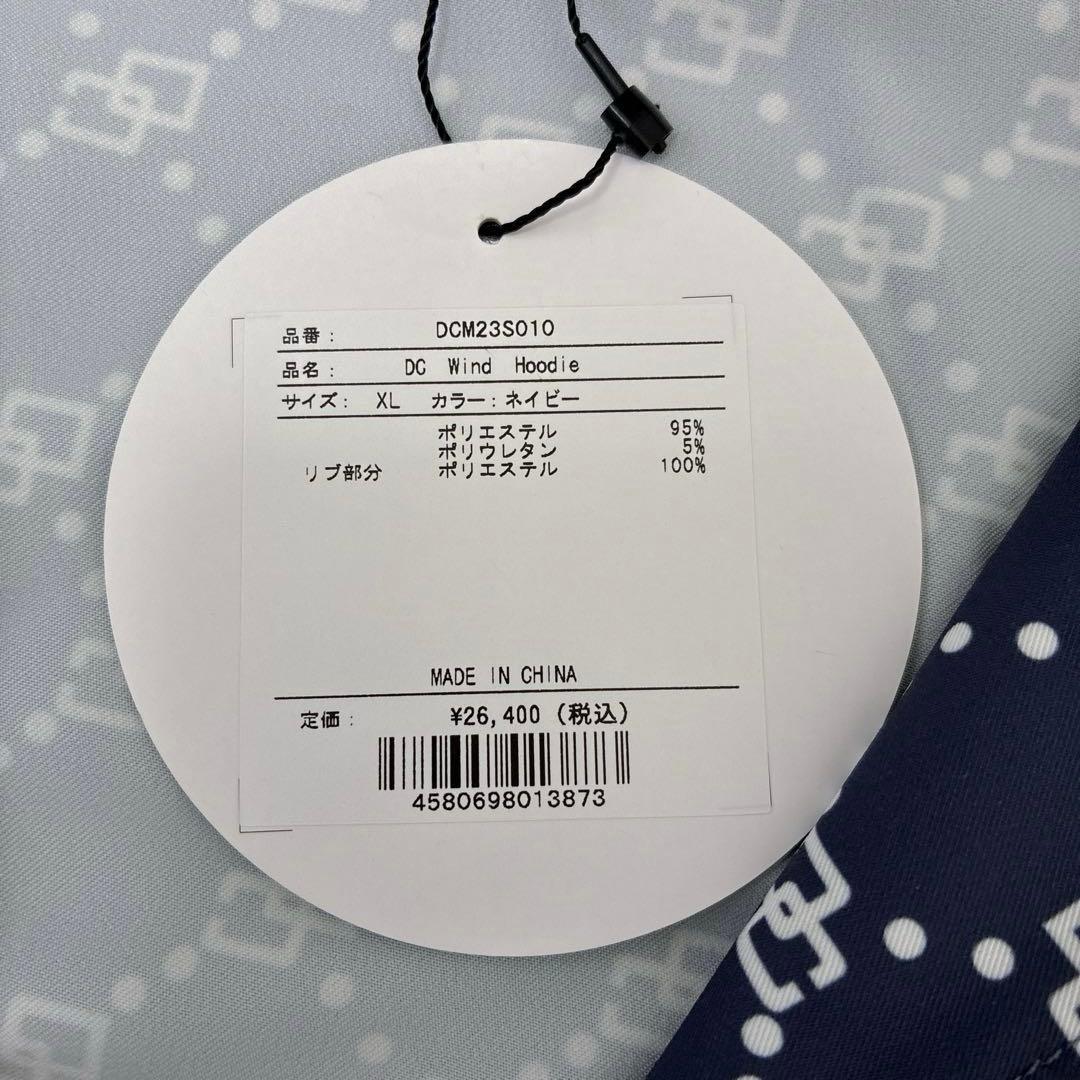 品番： DCM23S010
品名： DC Wind Hoodie
サイズ： XL カラー：ネイビー
ポリエステル 95%
ポリウレタン 5%
リブ部分 ポリエステル 100%
MADE IN CHINA
定価： ¥26,400（税込）
4580698013873